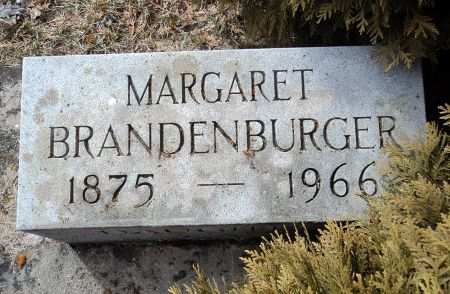 MARGARET
BRANDENBURGER
1875 — 1966